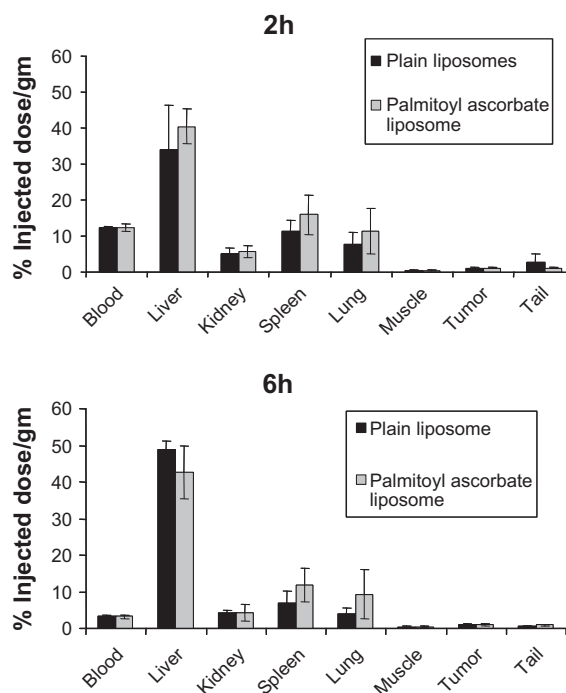 2h
60
50
40
30
20
10
0
% Injected dose/gm
Plain liposomes
Palmitoyl ascorbate
liposome
Blood
Liver
Kidney
Spleen
Lung
Muscle
Tumor
Tail
6h
60
50
40
30
20
10
0
% Injected dose/gm
Plain liposome
Palmitoyl ascorbate
liposome
Blood
Liver
Kidney
Spleen
Lung
Muscle
Tumor
Tail